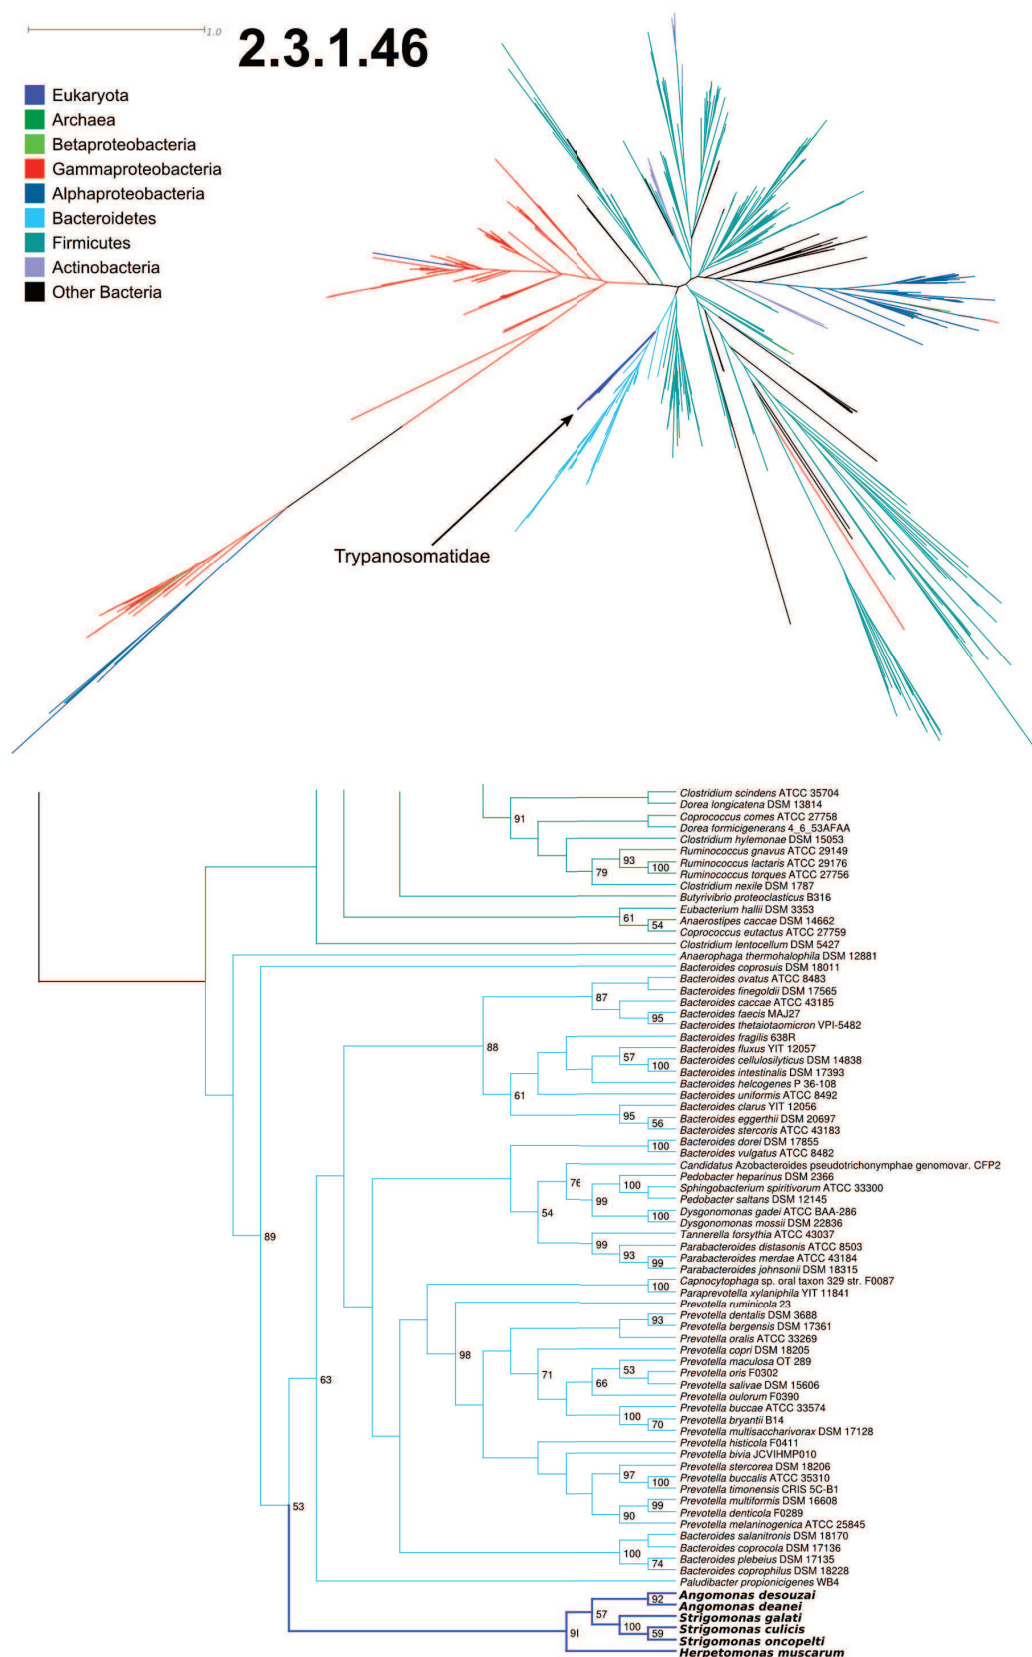 1.0
2.3.1.46
Eukaryota
Archaea
Betaproteobacteria
Gammaproteobacteria
Alphaproteobacteria
Bacteroidetes
Firmicutes
Actinobacteria
Other Bacteria
Trypanosomatidae
Clostridium scindens ATCC 35704
Dorea longicatena DSM 13814
Coprococcus comes ATCC 27758
91
Dorea formicigenerans 4_6_53AFAA
Clostridium hylemonae DSM 15053
Ruminococcus gnavus ATCC 29149
93
Ruminococcus lactaris ATCC 29176
100
79
Ruminococcus torques ATCC 27756
Clostridium nexile DSM 1787
Butyrivibrio proteoclasticus B316
Eubacterium hallii DSM 3353
61
Anaerostipes caccae DSM 14662
54
Coprococcus eutactus ATCC 27759
Clostridium lentocellum DSM 5427
Anaerophaga thermohalophila DSM 12881
Bacteroides coprosuis DSM 18011
Bacteroides ovatus ATCC 8483
Bacteroides finegoldii DSM 17565
87
Bacteroides caccae ATCC 43185
Bacteroides faecis MAJ27
95
Bacteroides thetaiotaomicron VPI-5482
Bacteroides fragilis 638R
88
Bacteroides fluxus YIT 12057
57
Bacteroides cellulosilyticus DSM 14838
100
Bacteroides intestinalis DSM 17393
Bacteroides helcogenes P 36-108
61
Bacteroides uniformis ATCC 8492
Bacteroides clarus YIT 12056
95
Bacteroides eggerthii DSM 20697
56
Bacteroides stercoris ATCC 43183
Bacteroides dorei DSM 17855
100
Bacteroides vulgatus ATCC 8482
Candidatus Azobacteroides pseudotrichonymphae genomovar. CFP2
Pedobacter heparinus DSM 2366
76
100
Sphingobacterium spiritivorum ATCC 33300
99
Pedobacter saltans DSM 12145
54
Dysgonomonas gadei ATCC BAA-286
100
Dysgonomonas mossii DSM 22836
Tannerella forsythia ATCC 43037
89
99
Parabacteroides distasonis ATCC 8503
93
Parabacteroides merdae ATCC 43184
99
Parabacteroides johnsonii DSM 18315
Capnocytophaga sp. oral taxon 329 str. F0087
100
Paraprevotella xylaniphila YIT 11841
Prevotella ruminicola 23
Prevotella dentalis DSM 3688
93
Prevotella bergensis DSM 17361
Prevotella oralis ATCC 33269
Prevotella copri DSM 18205
98
Prevotella maculosa OT 289
53
Prevotella oris F0302
71
63
66
Prevotella salivae DSM 15606
Prevotella oulorum F0390
Prevotella buccae ATCC 33574
100
Prevotella bryantii B14
70
Prevotella multisaccharivorax DSM 17128
Prevotella histicola F0411
Prevotella bivia JCVIHMP010
Prevotella stercorea DSM 18206
97
Prevotella buccalis ATCC 35310
100
Prevotella timonensis CRIS 5C-B1
Prevotella multiformis DSM 16608
53
99
Prevotella denticola F0289
90
Prevotella melaninogenica ATCC 25845
Bacteroides salanitronis DSM 18170
Bacteroides coprocola DSM 17136
100
Bacteroides plebeius DSM 17135
74
Bacteroides coprophilus DSM 18228
Paludibacter propionicigenes WB4
Angomonas desouzai
92
Angomonas deanei
57
Strigomonas galati
100
Strigomonas culicis
59
Strigomonas oncopelti
Herpetomonas muscarum